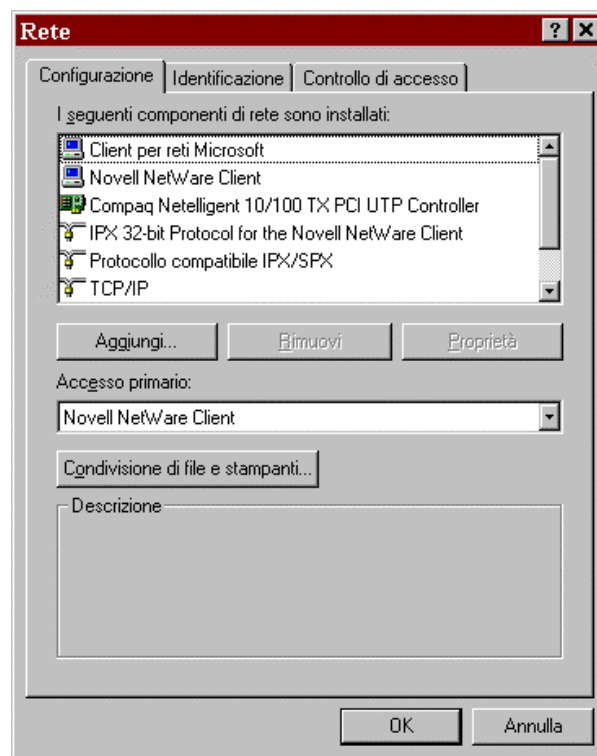 Rete
Configurazione Identificazione Controllo di accesso
I seguenti componenti di rete sono installati:
Client per reti Microsoft
Novell NetWare Client
Compaq Netelligent 10/100 TX PCI UTP Controller
IPX 32-bit Protocol for the Novell NetWare Client
Protocollo compatibile IPX/SPX
TCP/IP
Aggiungi... Rimuovi Proprietà
Accesso primario:
Novell NetWare Client
Condivisione di file e stampanti...
Descrizione
OK Annulla